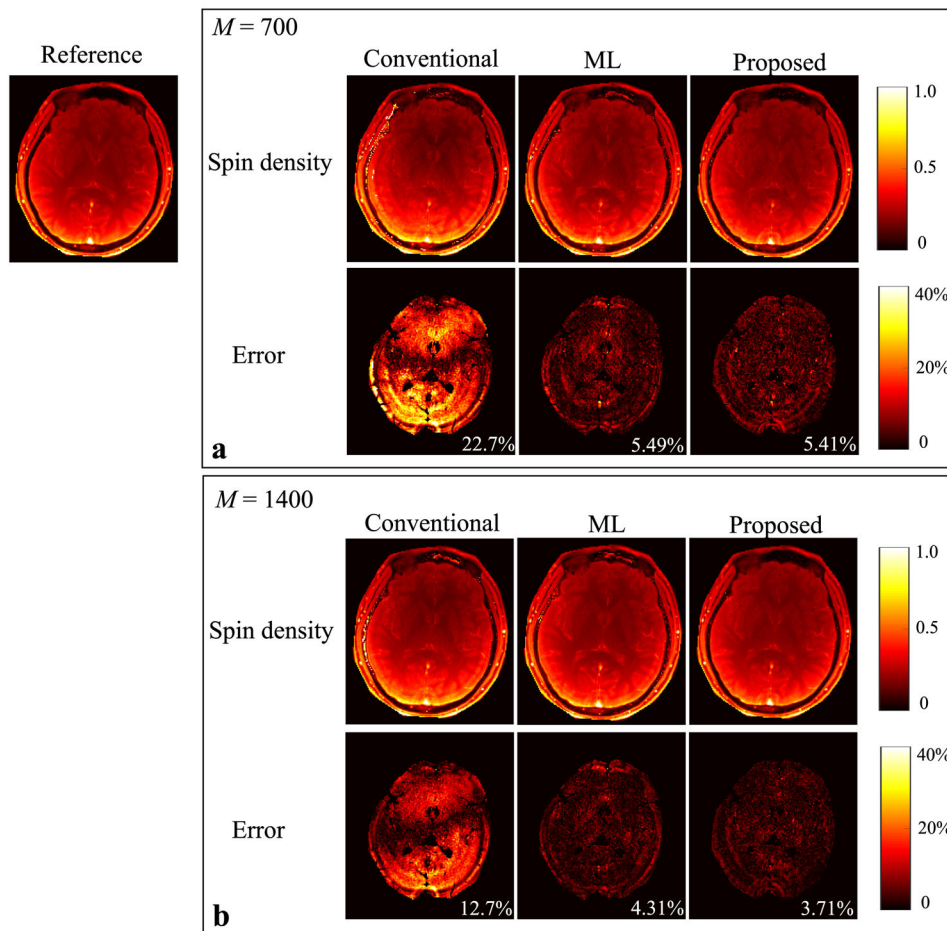 M = 700
Reference
Conventional ML Proposed
1.0
Spin density
0.5
0
40%
Error
20%
0
a
22.7% 5.49% 5.41%
M = 1400
Conventional ML Proposed
1.0
Spin density
0.5
0
40%
Error
20%
0
b
12.7% 4.31% 3.71%